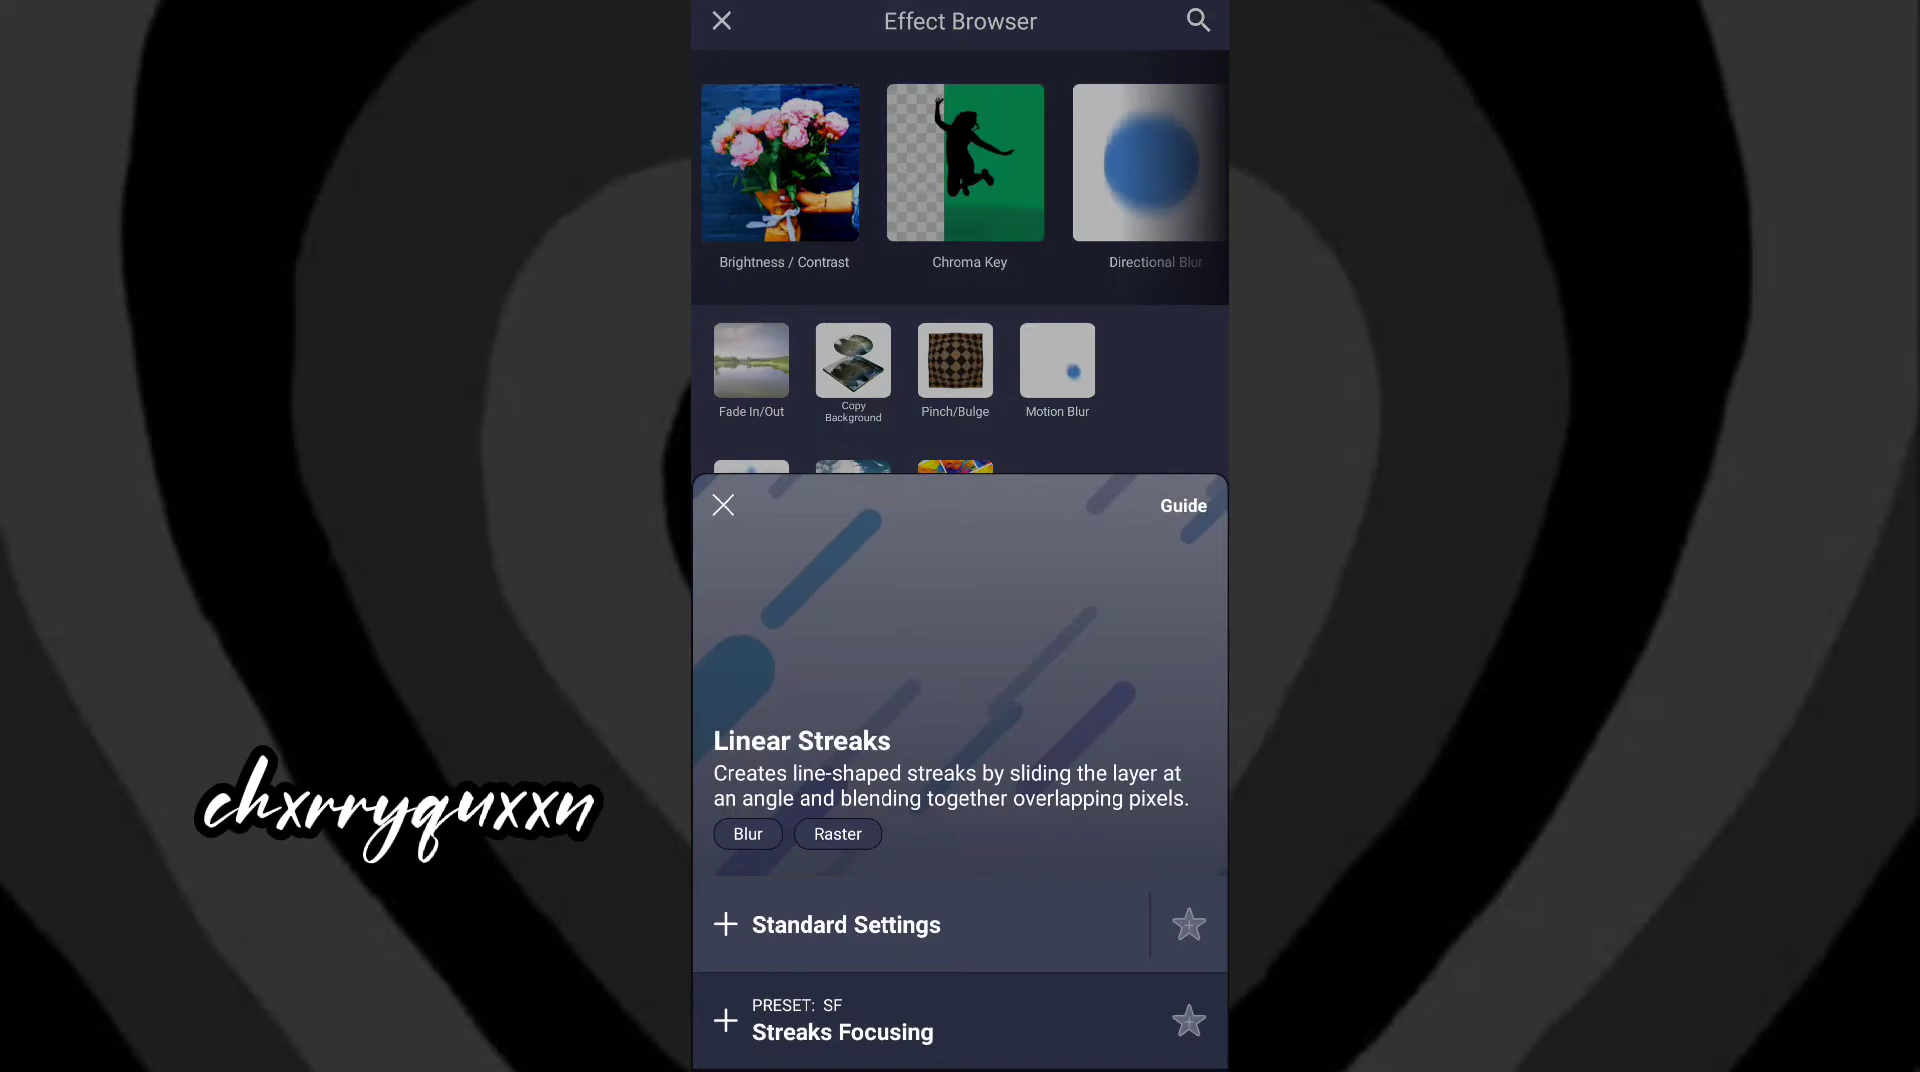 Effect Browser
Brightness / Contrast
Chroma Key
Directional Blur
Fade In/Out
Copy
Background
Pinch/Bulge
Motion Blur
Guide
Linear Streaks
Creates line-shaped streaks by sliding the layer at
an angle and blending together overlapping pixels.
Blur
Raster
chxrryquxxn
Standard Settings
PRESET: SF
Streaks Focusing